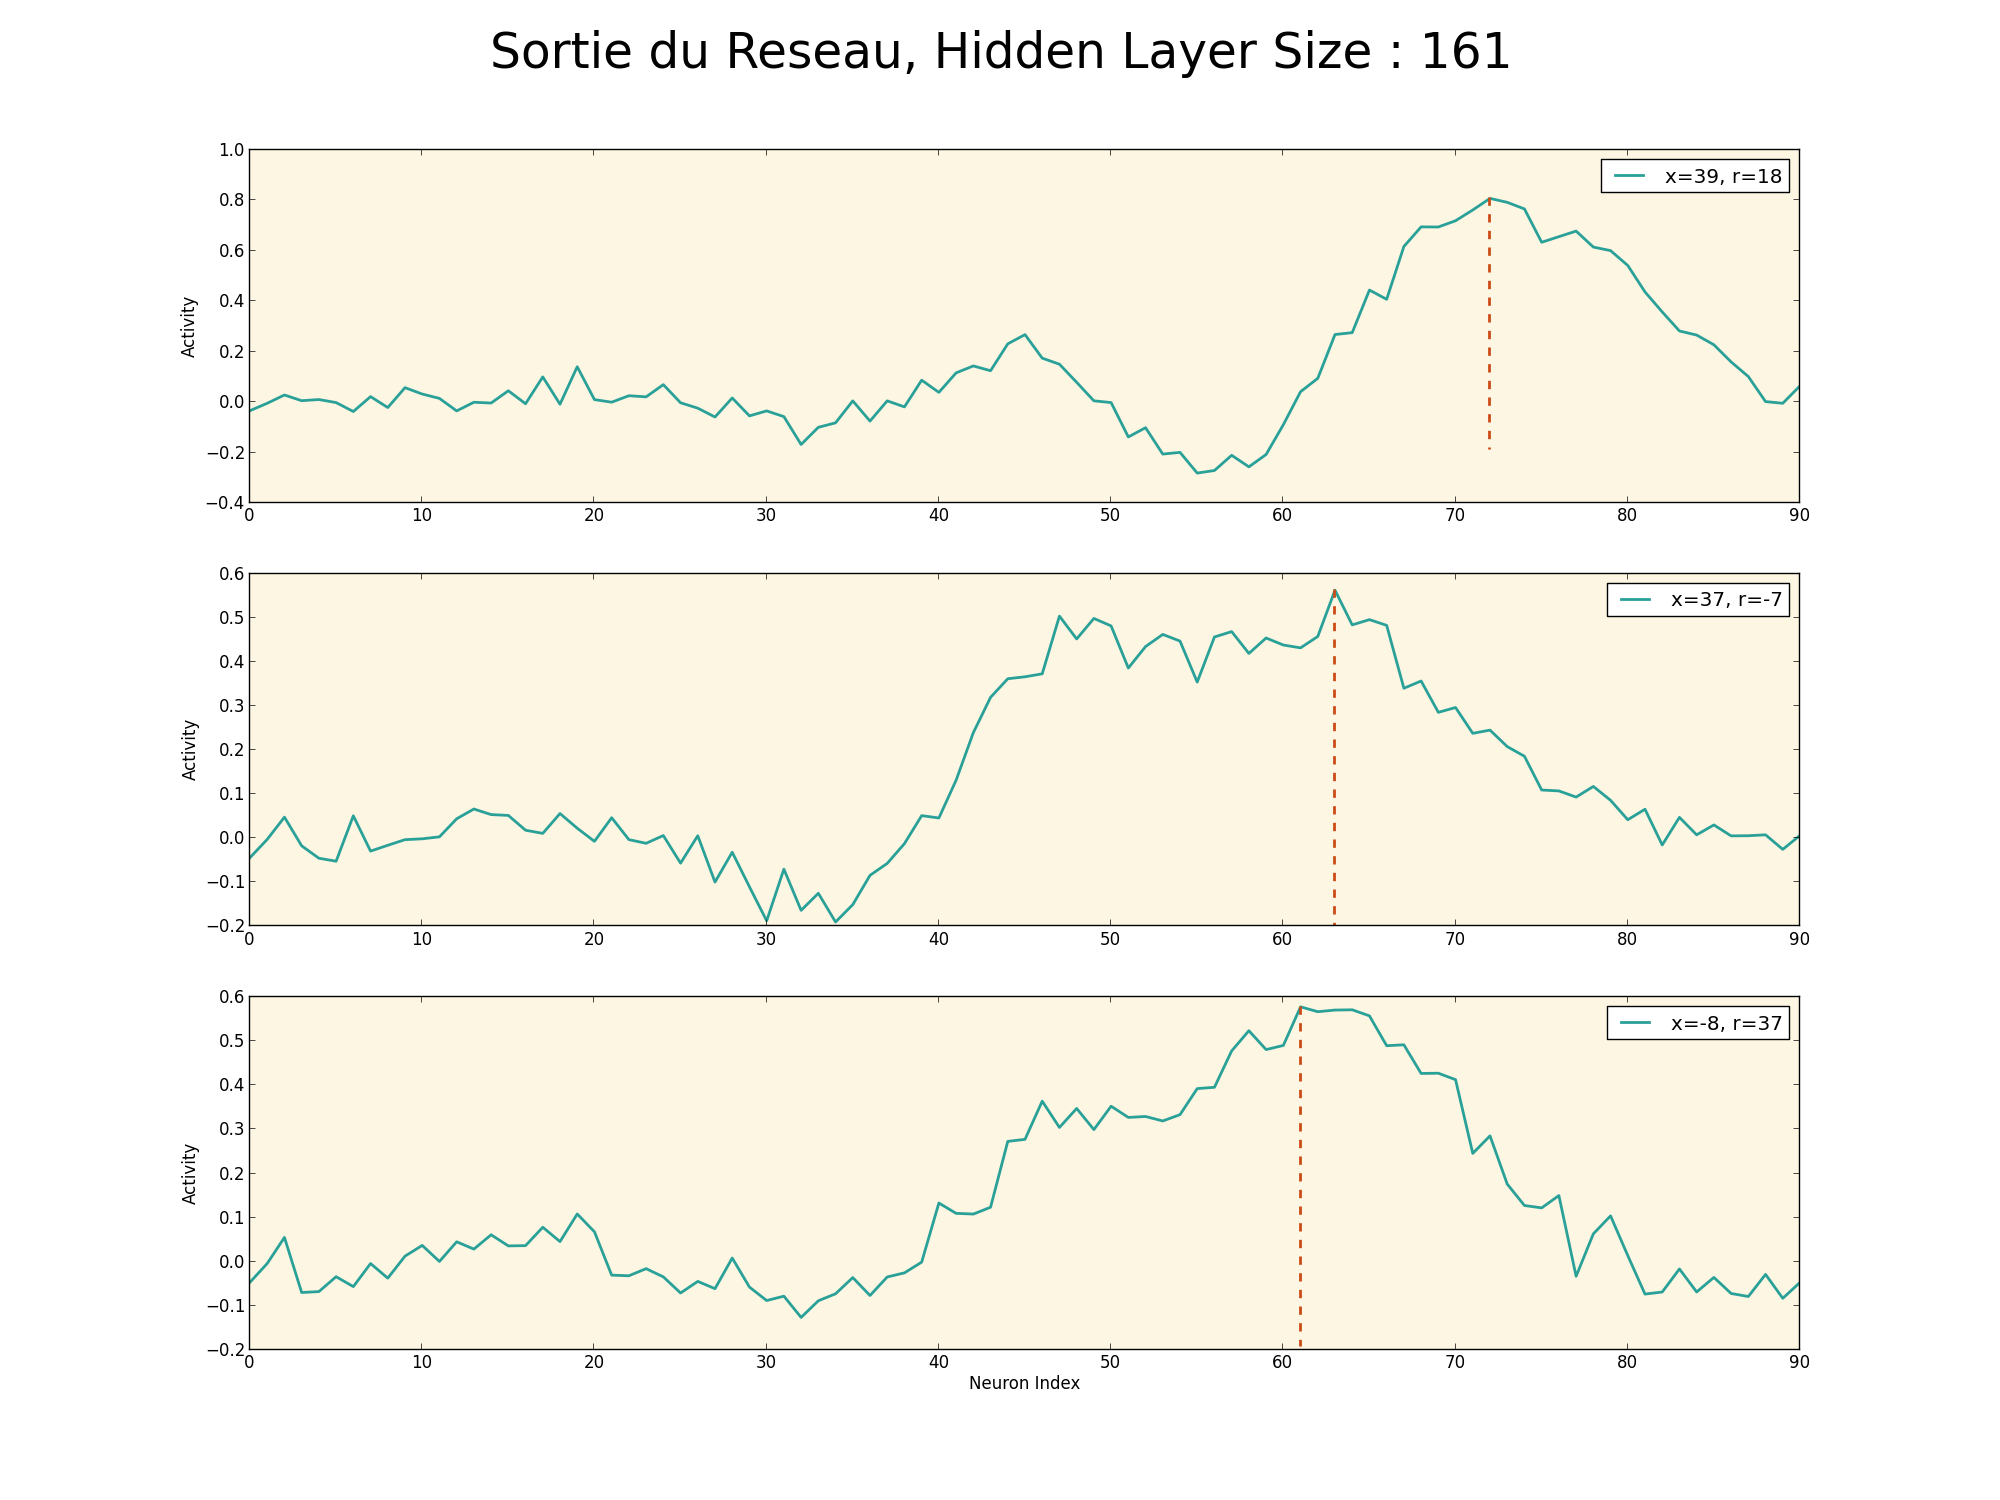 Sortie du Reseau, Hidden Layer Size : 161
1.0
0.8
0.6
0.4
0.2
0.0
−0.2
−0.4
Activity
x=39, r=18
0 10 20 30 40 50 60 70 80 90
0.6
0.5
0.4
0.3
0.2
0.1
0.0
−0.1
−0.2
Activity
x=37, r=-7
0 10 20 30 40 50 60 70 80 90
0.6
0.5
0.4
0.3
0.2
0.1
0.0
−0.1
−0.2
Activity
x=-8, r=37
0 10 20 30 40 50 60 70 80 90
Neuron Index